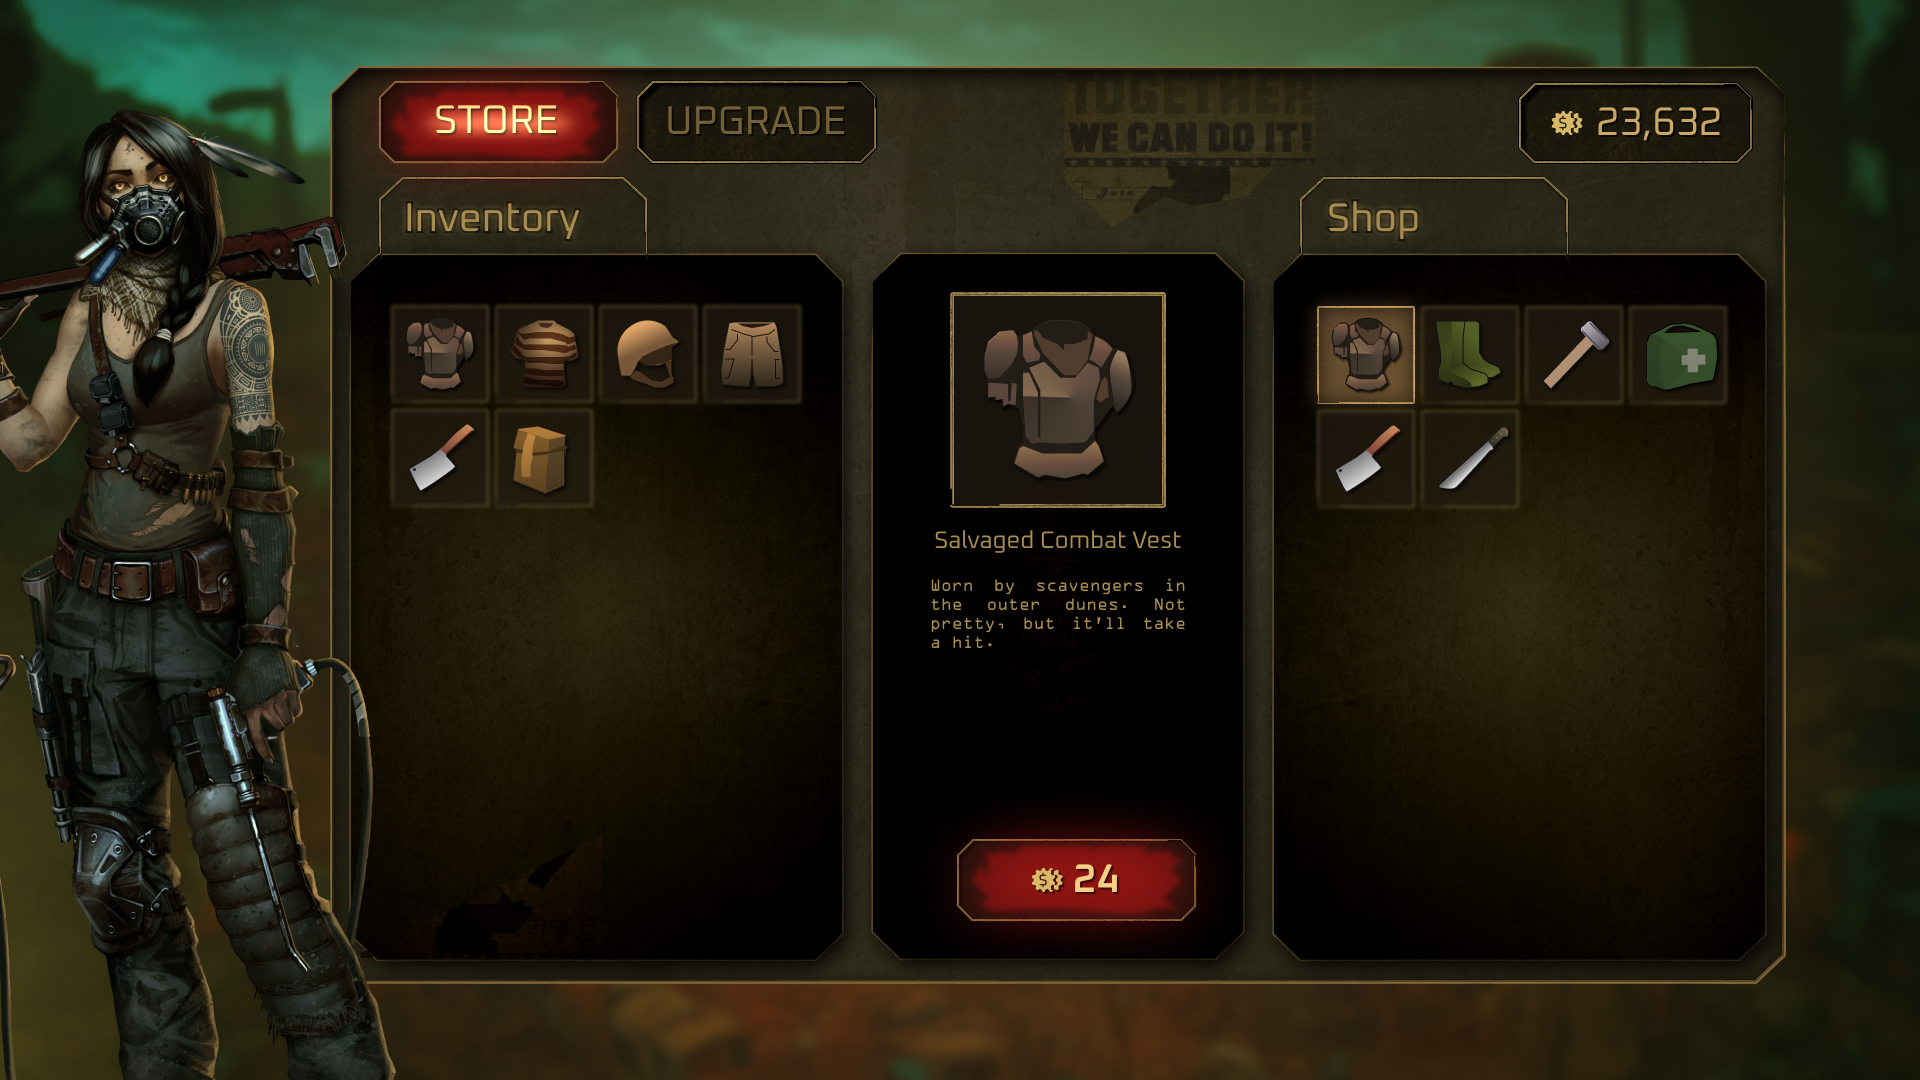 STORE
UPGRADE
TOGETHER
WE CAN DO IT!
Join
23,632
Inventory
Shop
Salvaged Combat Vest
Worn by scavengers in
the outer dunes. Not
pretty, but it'll take
a hit.
24